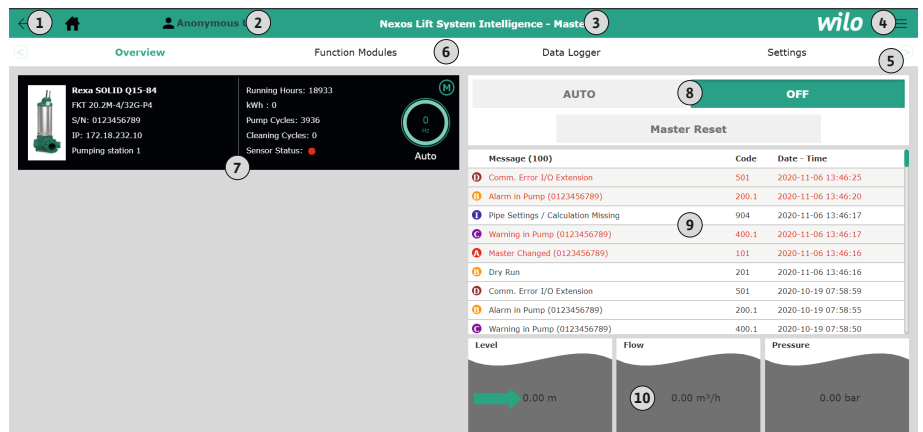 1 Anonymous 2 Nexos Lift System Intelligence - Maste 3 wilo 4
Overview Function Modules 6 Data Logger Settings 5
Rexa SOLID Q15-84
FKT 20.2M-4/32G-P4
S/N: 0123456789
IP: 172.18.232.10
Pumping station 1
Running Hours: 18933
kWh : 0
Pump Cycles: 3936
Cleaning Cycles: 0
Sensor Status:
M
0
Hz
Auto
7
AUTO 8 OFF
Master Reset
Message (100) Code Date - Time
D Comm. Error I/O Extension 501 2020-11-06 13:46:25
B Alarm in Pump (0123456789) 200.1 2020-11-06 13:46:20
I Pipe Settings / Calculation Missing 904 2020-11-06 13:46:17
9
C Warning in Pump (0123456789) 400.1 2020-11-06 13:46:17
A Master Changed (0123456789) 101 2020-11-06 13:46:16
B Dry Run 201 2020-11-06 13:46:16
D Comm. Error I/O Extension 501 2020-10-19 07:58:59
B Alarm in Pump (0123456789) 200.1 2020-10-19 07:58:55
C Warning in Pump (0123456789) 400.1 2020-10-19 07:58:50
Level Flow Pressure
0.00 m 10 0.00 m³/h 0.00 bar